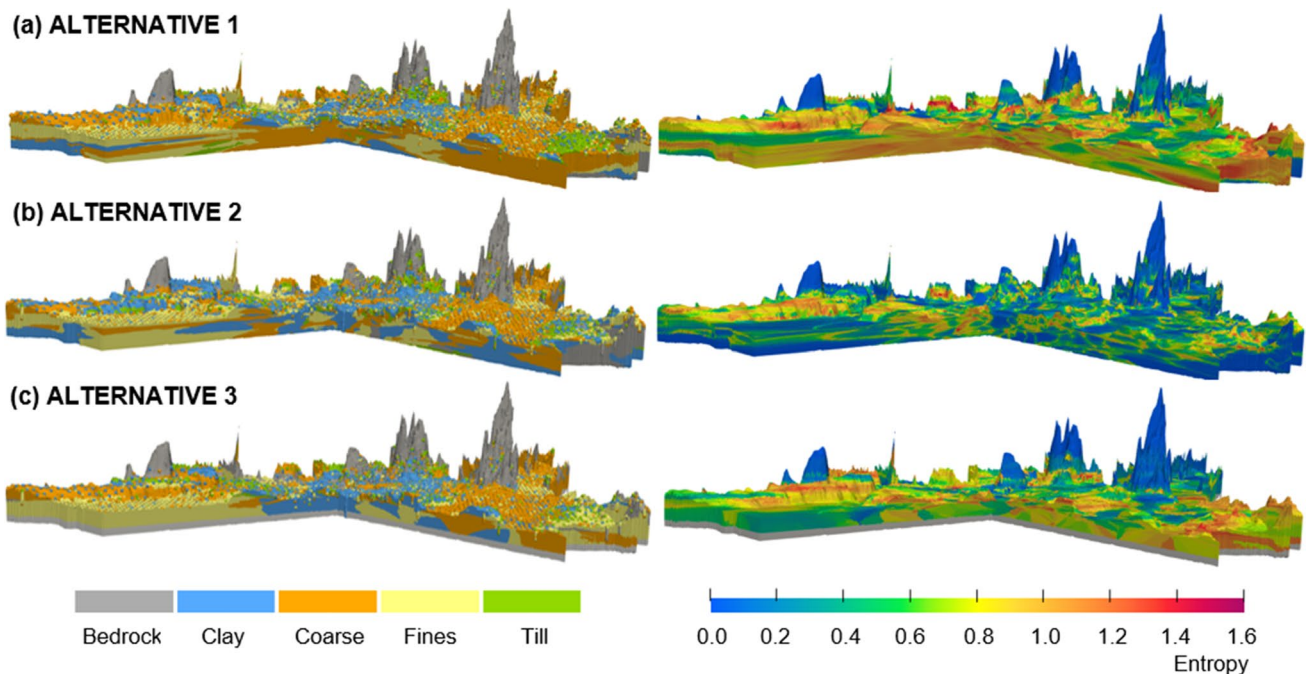 (a) ALTERNATIVE 1
(b) ALTERNATIVE 2
(c) ALTERNATIVE 3
Bedrock Clay Coarse Fines Till
0.0 0.2 0.4 0.6 0.8 1.0 1.2 1.4 1.6
Entropy